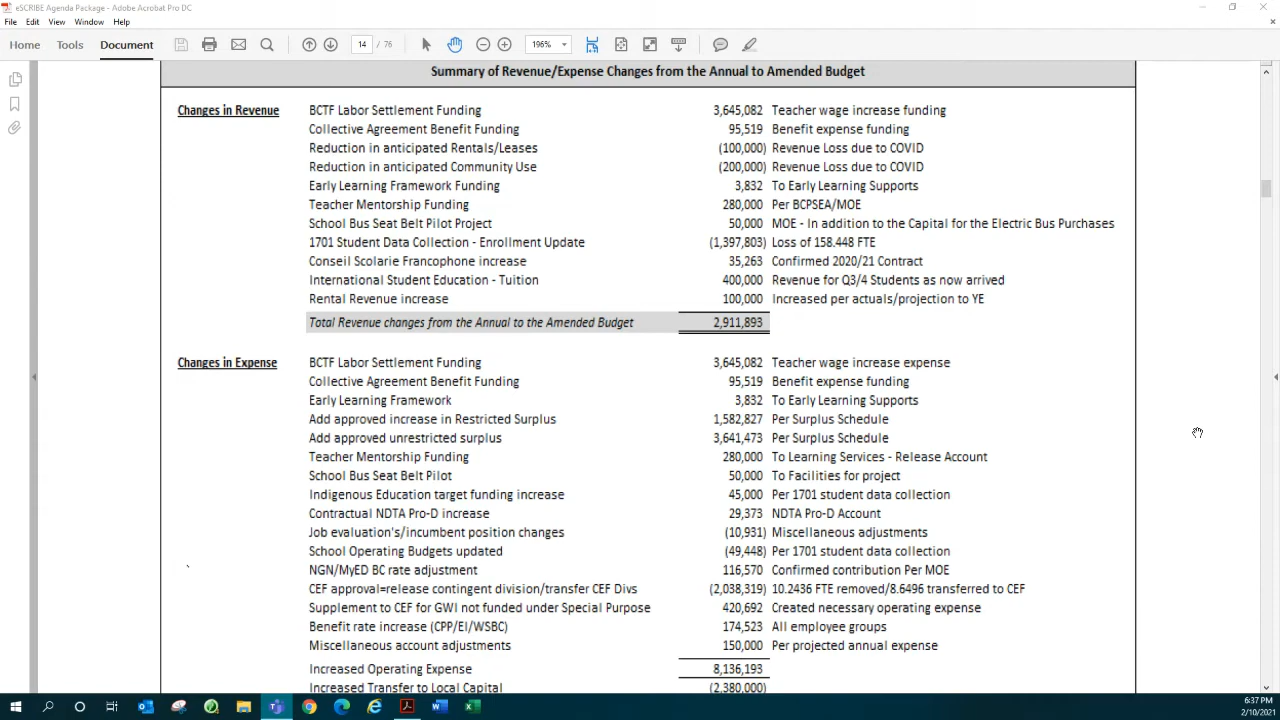 eSCRIBE Agenda Package - Adobe Acrobat Pro DC
File Edit View Window Help
Home Tools Document 14 / 76 196%
Summary of Revenue/Expense Changes from the Annual to Amended Budget
Changes in Revenue BCTF Labor Settlement Funding 3,645,082 Teacher wage increase funding
Collective Agreement Benefit Funding 95,519 Benefit expense funding
Reduction in anticipated Rentals/Leases (100,000) Revenue Loss due to COVID
Reduction in anticipated Community Use (200,000) Revenue Loss due to COVID
Early Learning Framework Funding 3,832 To Early Learning Supports
Teacher Mentorship Funding 280,000 Per BCPSEA/MOE
School Bus Seat Belt Pilot Project 50,000 MOE - In addition to the Capital for the Electric Bus Purchases
1701 Student Data Collection - Enrollment Update (1,397,803) Loss of 158.448 FTE
Conseil Scolarie Francophone increase 35,263 Confirmed 2020/21 Contract
International Student Education - Tuition 400,000 Revenue for Q3/4 Students as now arrived
Rental Revenue increase 100,000 Increased per actuals/projection to YE
Total Revenue changes from the Annual to the Amended Budget 2,911,893
Changes in Expense BCTF Labor Settlement Funding 3,645,082 Teacher wage increase expense
Collective Agreement Benefit Funding 95,519 Benefit expense funding
Early Learning Framework 3,832 To Early Learning Supports
Add approved increase in Restricted Surplus 1,582,827 Per Surplus Schedule
Add approved unrestricted surplus 3,641,473 Per Surplus Schedule
Teacher Mentorship Funding 280,000 To Learning Services - Release Account
School Bus Seat Belt Pilot 50,000 To Facilities for project
Indigenous Education target funding increase 45,000 Per 1701 student data collection
Contractual NDTA Pro-D increase 29,373 NDTA Pro-D Account
Job evaluation's/incumbent position changes (10,931) Miscellaneous adjustments
School Operating Budgets updated (49,448) Per 1701 student data collection
NGN/MyED BC rate adjustment 116,570 Confirmed contribution Per MOE
CEF approval=release contingent division/transfer CEF Divs (2,038,319) 10.2436 FTE removed/8.6496 transferred to CEF
Supplement to CEF for GWI not funded under Special Purpose 420,692 Created necessary operating expense
Benefit rate increase (CPP/EI/WSBC) 174,523 All employee groups
Miscellaneous account adjustments 150,000 Per projected annual expense
Increased Operating Expense 8,136,193
Increased Transfer to Local Capital (2,380,000)
6:37 PM
2/10/2021